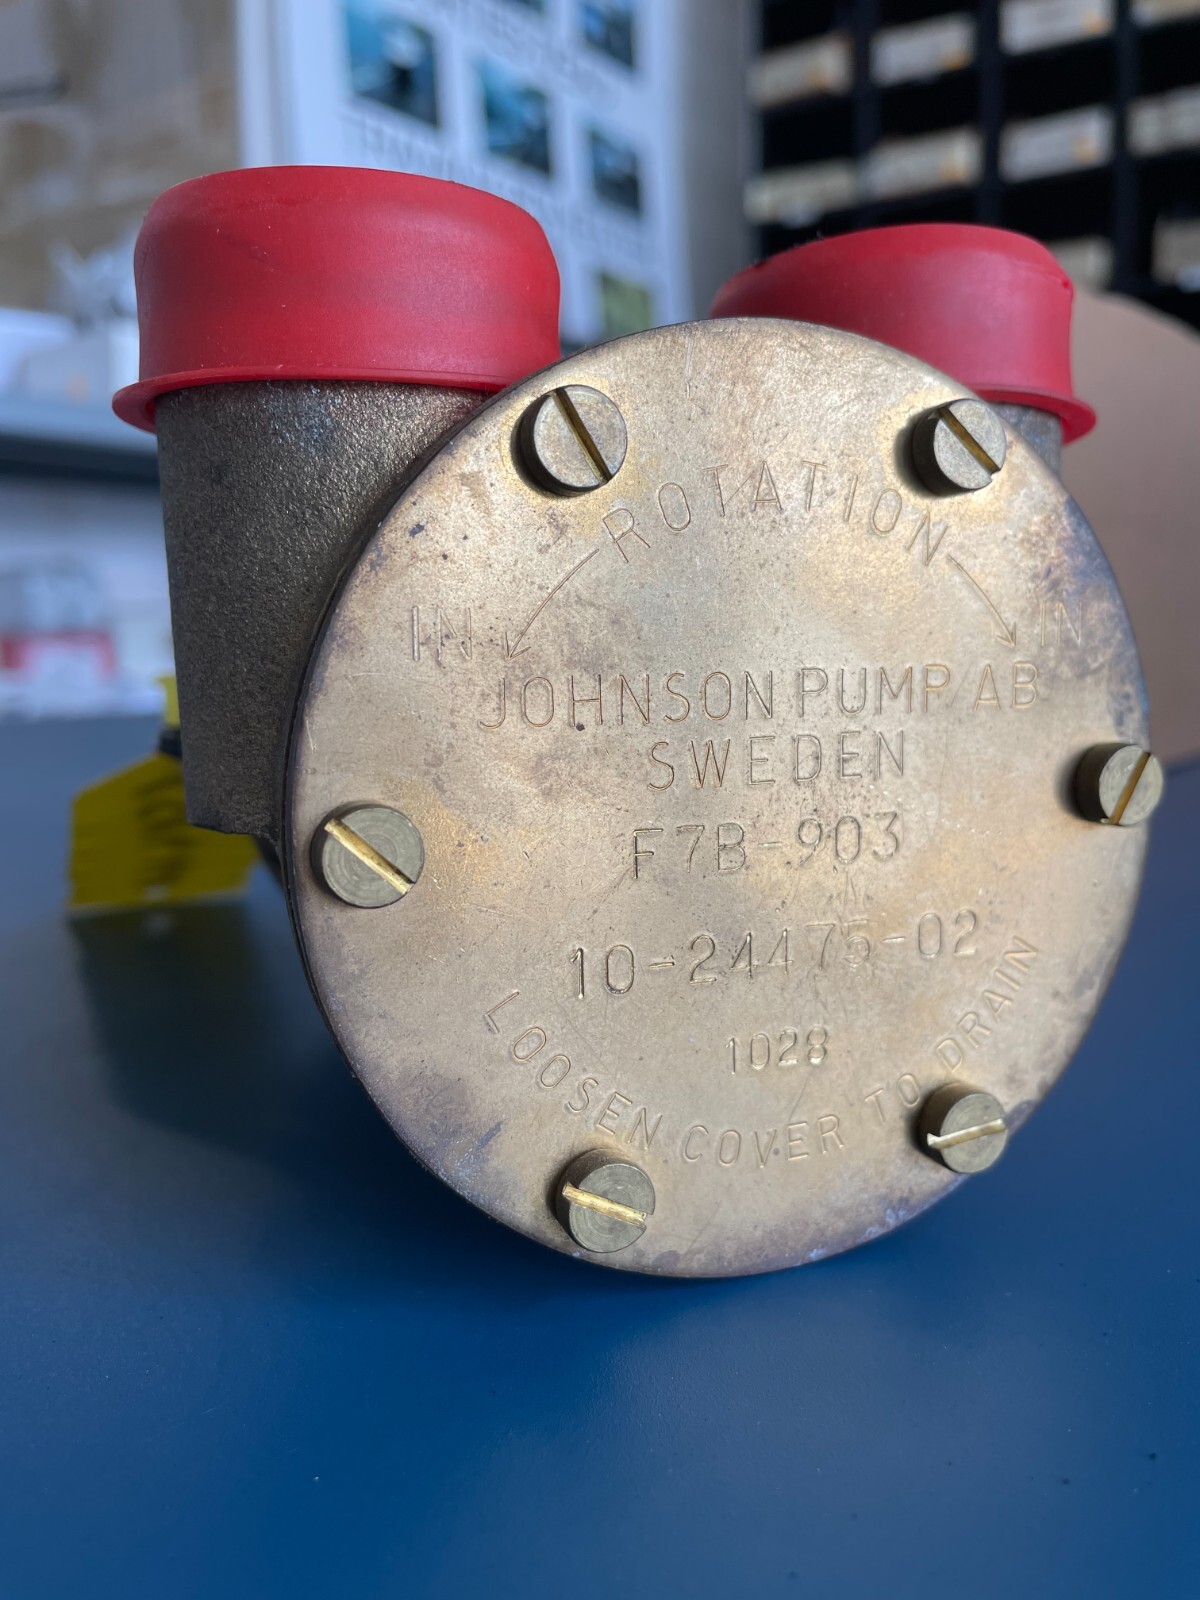 ROTATION
IN IN
JOHNSON PUMP AB
SWEDEN
F7B-903
10-24475-02
1028
LOOSEN COVER TO DRAIN